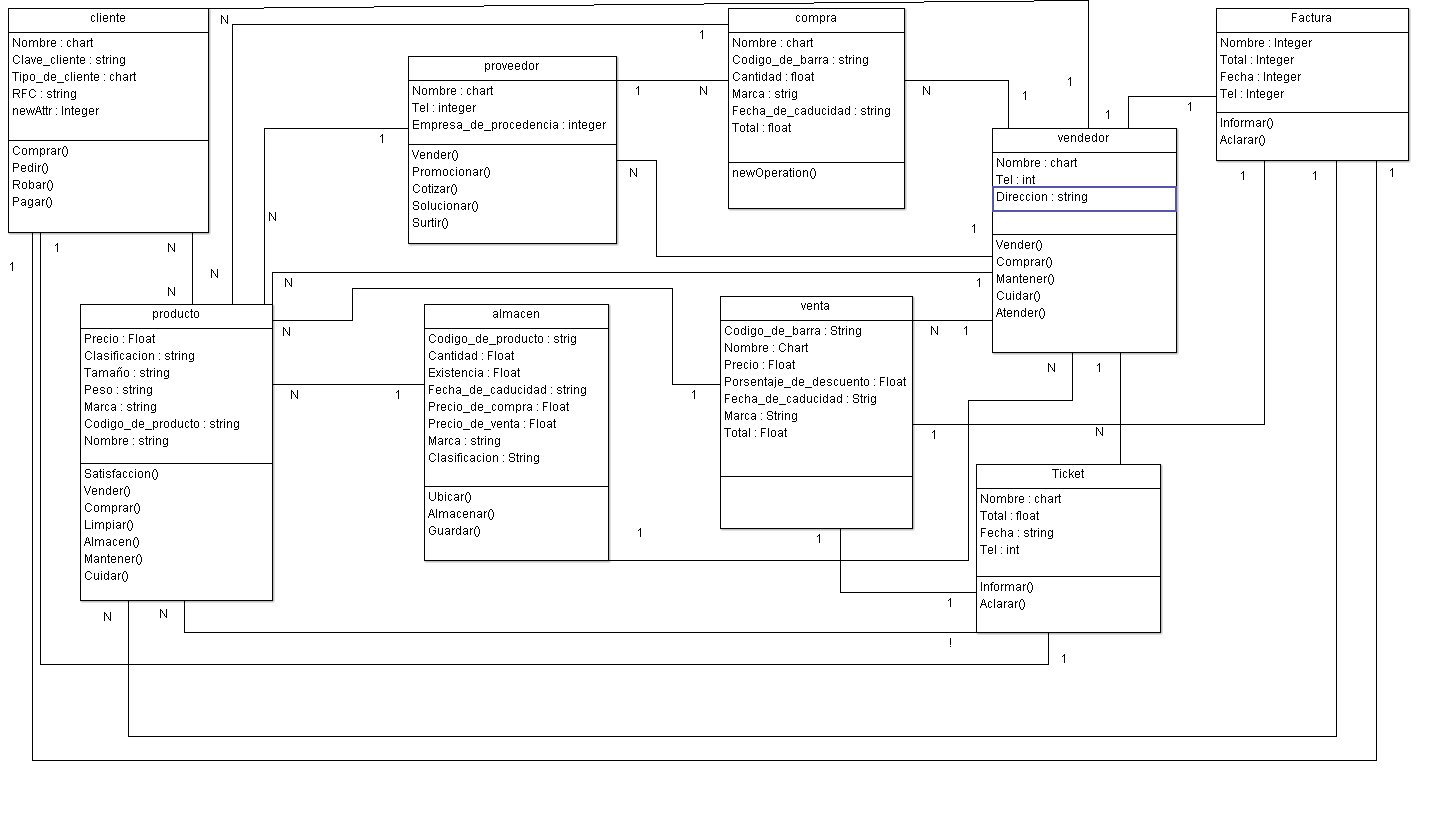 cliente
Nombre : chart
Clave_cliente : string
Tipo_de_cliente : chart
RFC : string
newAttr : Integer
Comprar()
Pedir()
Robar()
Pagar()
N
1
compra
Nombre : chart
Codigo_de_barra : string
Cantidad : float
Marca : strig
Fecha_de_caducidad : string
Total : float
newOperation()
Factura
Nombre : Integer
Total : Integer
Fecha : Integer
Tel : Integer
Informar()
Aclarar()
proveedor
Nombre : chart
Tel : integer
Empresa_de_procedencia : integer
Vender()
Promocionar()
Cotizar()
Solucionar()
Surtir()
1
N
N
1
1
1
1
1
N
N
1
vendedor
Nombre : chart
Tel : int
Direccion : string
Vender()
Comprar()
Mantener()
Cuidar()
Atender()
1
1
1
1
1
N
N
N
N
1
producto
Precio : Float
Clasificacion : string
Tamaño : string
Peso : string
Marca : string
Codigo_de_producto : string
Nombre : string
Satisfaccion()
Vender()
Comprar()
Limpiar()
Almacen()
Mantener()
Cuidar()
N
N
1
almacen
Codigo_de_producto : strig
Cantidad : Float
Existencia : Float
Fecha_de_caducidad : string
Precio_de_compra : Float
Precio_de_venta : Float
Marca : string
Clasificacion : String
Ubicar()
Almacenar()
Guardar()
1
1
venta
Codigo_de_barra : String
Nombre : Chart
Precio : Float
Porsentaje_de_descuento : Float
Fecha_de_caducidad : Strig
Marca : String
Total : Float
N
1
1
1
N
1
N
Ticket
Nombre : chart
Total : float
Fecha : string
Tel : int
Informar()
Aclarar()
1
N
N
!
1